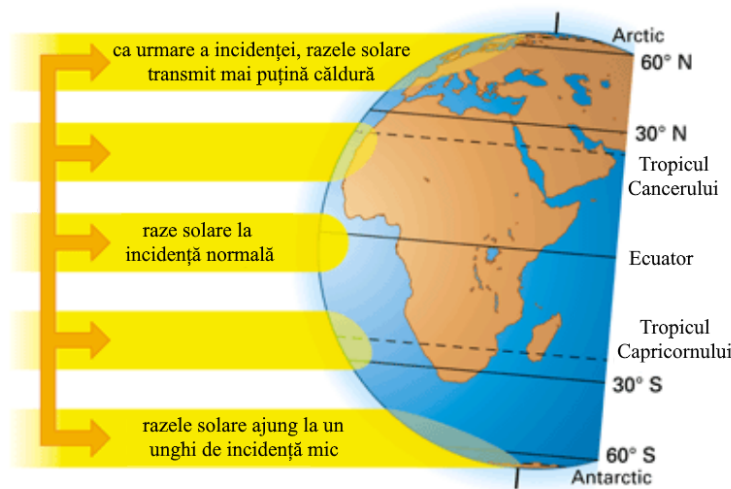 ca urmare a incidenței, razele solare
transmit mai puțină căldură
Arctic
60° N
30° N
Tropicul
Cancerului
raze solare la
incidență normală
Ecuator
Tropicul
Capricornului
30° S
razele solare ajung la un
unghi de incidență mic
60° S
Antarctic